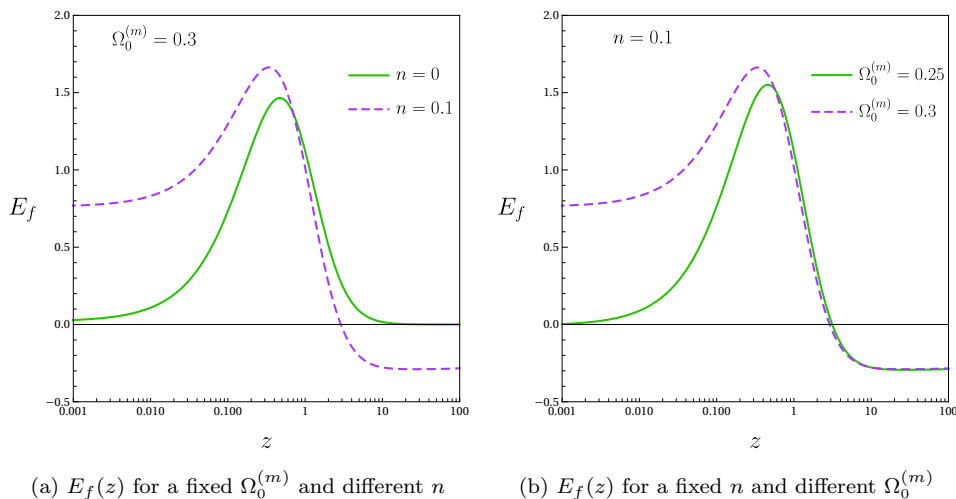 2.0
1.5
1.0
0.5
0.0
−0.5
0.001
0.010
0.100
1
10
100
E_f
z
Ω_0^{(m)} = 0.3
n = 0
n = 0.1
(a) E_f(z) for a fixed Ω_0^{(m)} and different n
2.0
1.5
1.0
0.5
0.0
−0.5
0.001
0.010
0.100
1
10
100
E_f
z
n = 0.1
Ω_0^{(m)} = 0.25
Ω_0^{(m)} = 0.3
(b) E_f(z) for a fixed n and different Ω_0^{(m)}